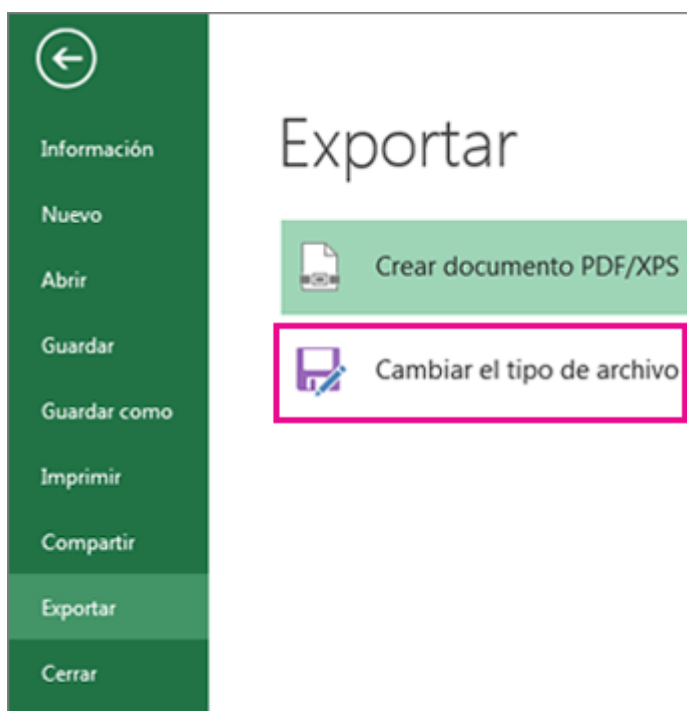 Información
Nuevo
Abrir
Guardar
Guardar como
Imprimir
Compartir
Exportar
Cerrar
Exportar
Crear documento PDF/XPS
Cambiar el tipo de archivo